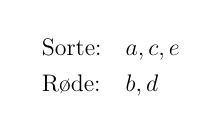 Sorte: a, c, e
Røde: b, d